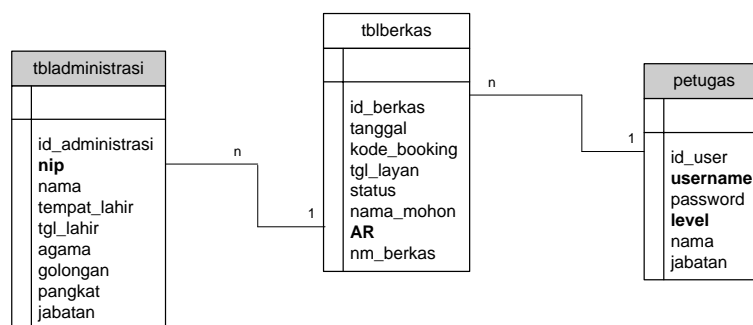 tbladministrasi
id_administrasi
nip
nama
tempat_lahir
tgl_lahir
agama
golongan
pangkat
jabatan
n
1
tblberkas
id_berkas
tanggal
kode_booking
tgl_layan
status
nama_mohon
AR
nm_berkas
n
1
petugas
id_user
username
password
level
nama
jabatan